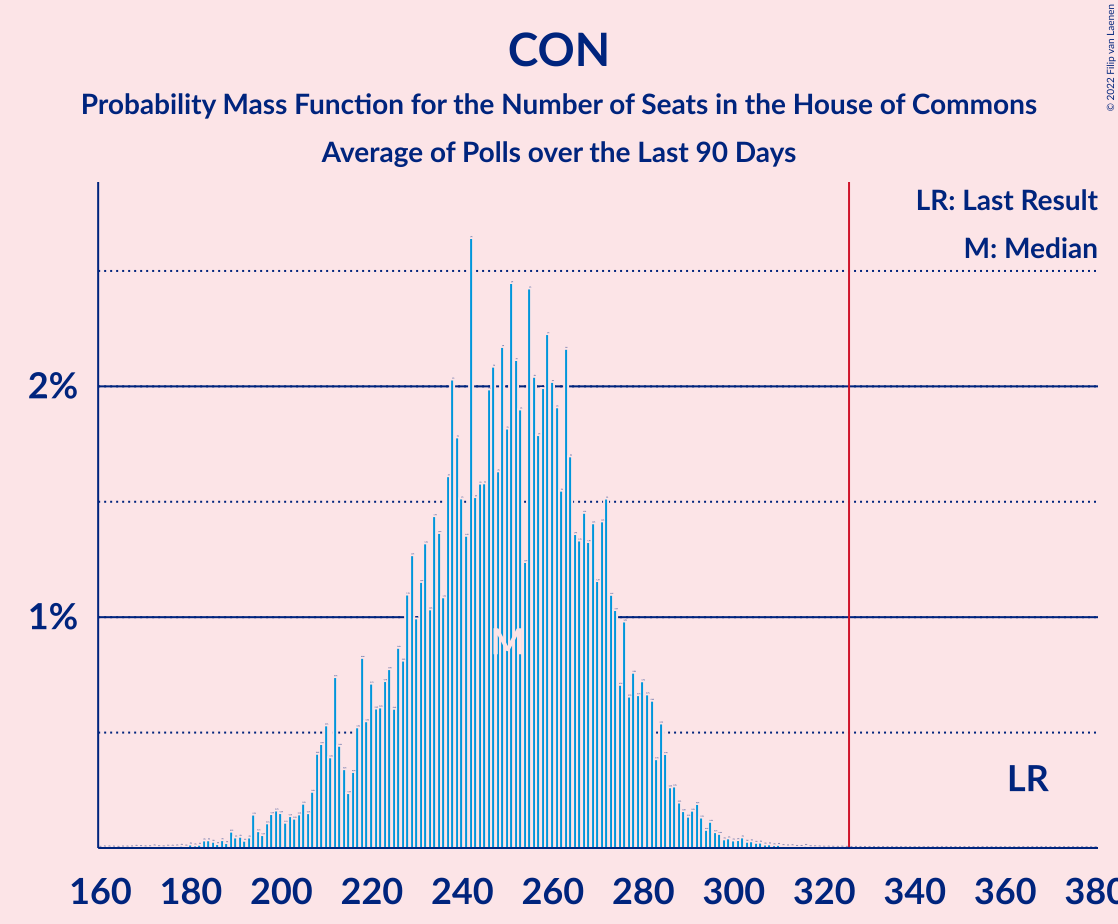 CON
Probability Mass Function for the Number of Seats in the House of Commons
Average of Polls over the Last 90 Days
© 2022 Filip van Laenen
LR: Last Result
M: Median
2%
1%
M
LR
160 180 200 220 240 260 280 300 320 340 360 380